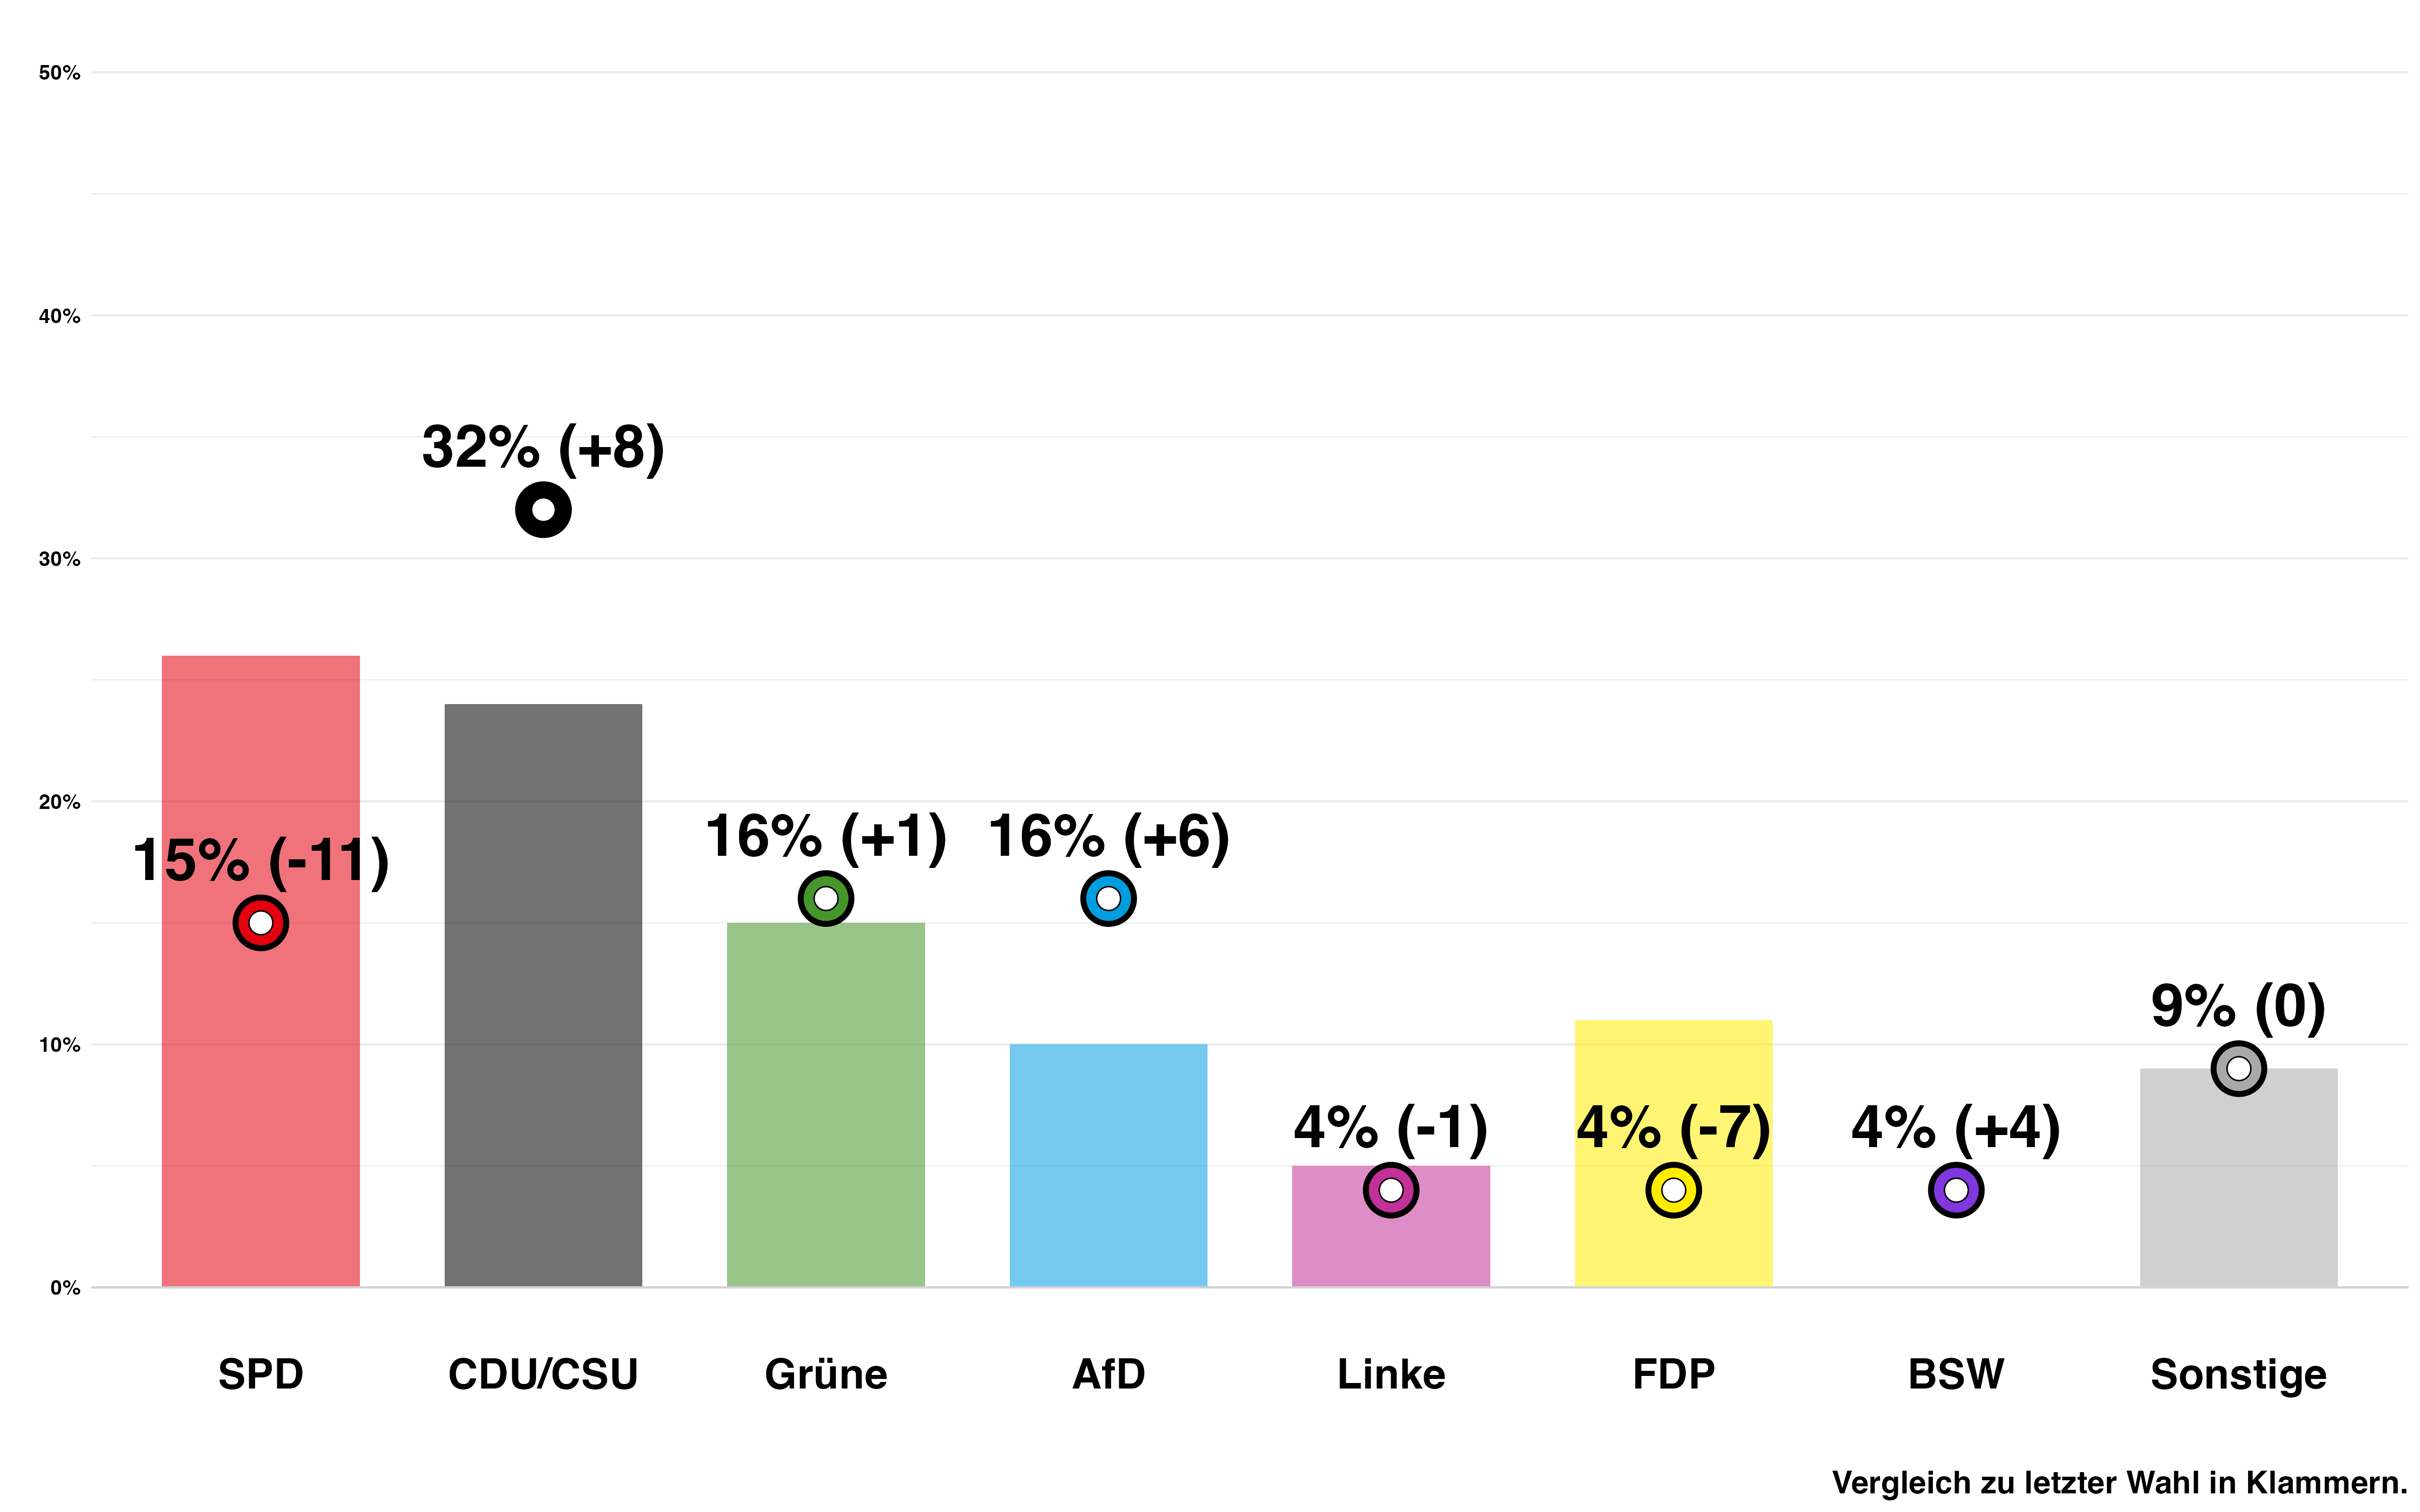 50%
40%
32% (+8)
30%
20%
15% (-11)
16% (+1)
16% (+6)
10%
4% (-1)
4% (-7)
4% (+4)
9% (0)
0%
SPD
CDU/CSU
Grüne
AfD
Linke
FDP
BSW
Sonstige
Vergleich zu letzter Wahl in Klammern.